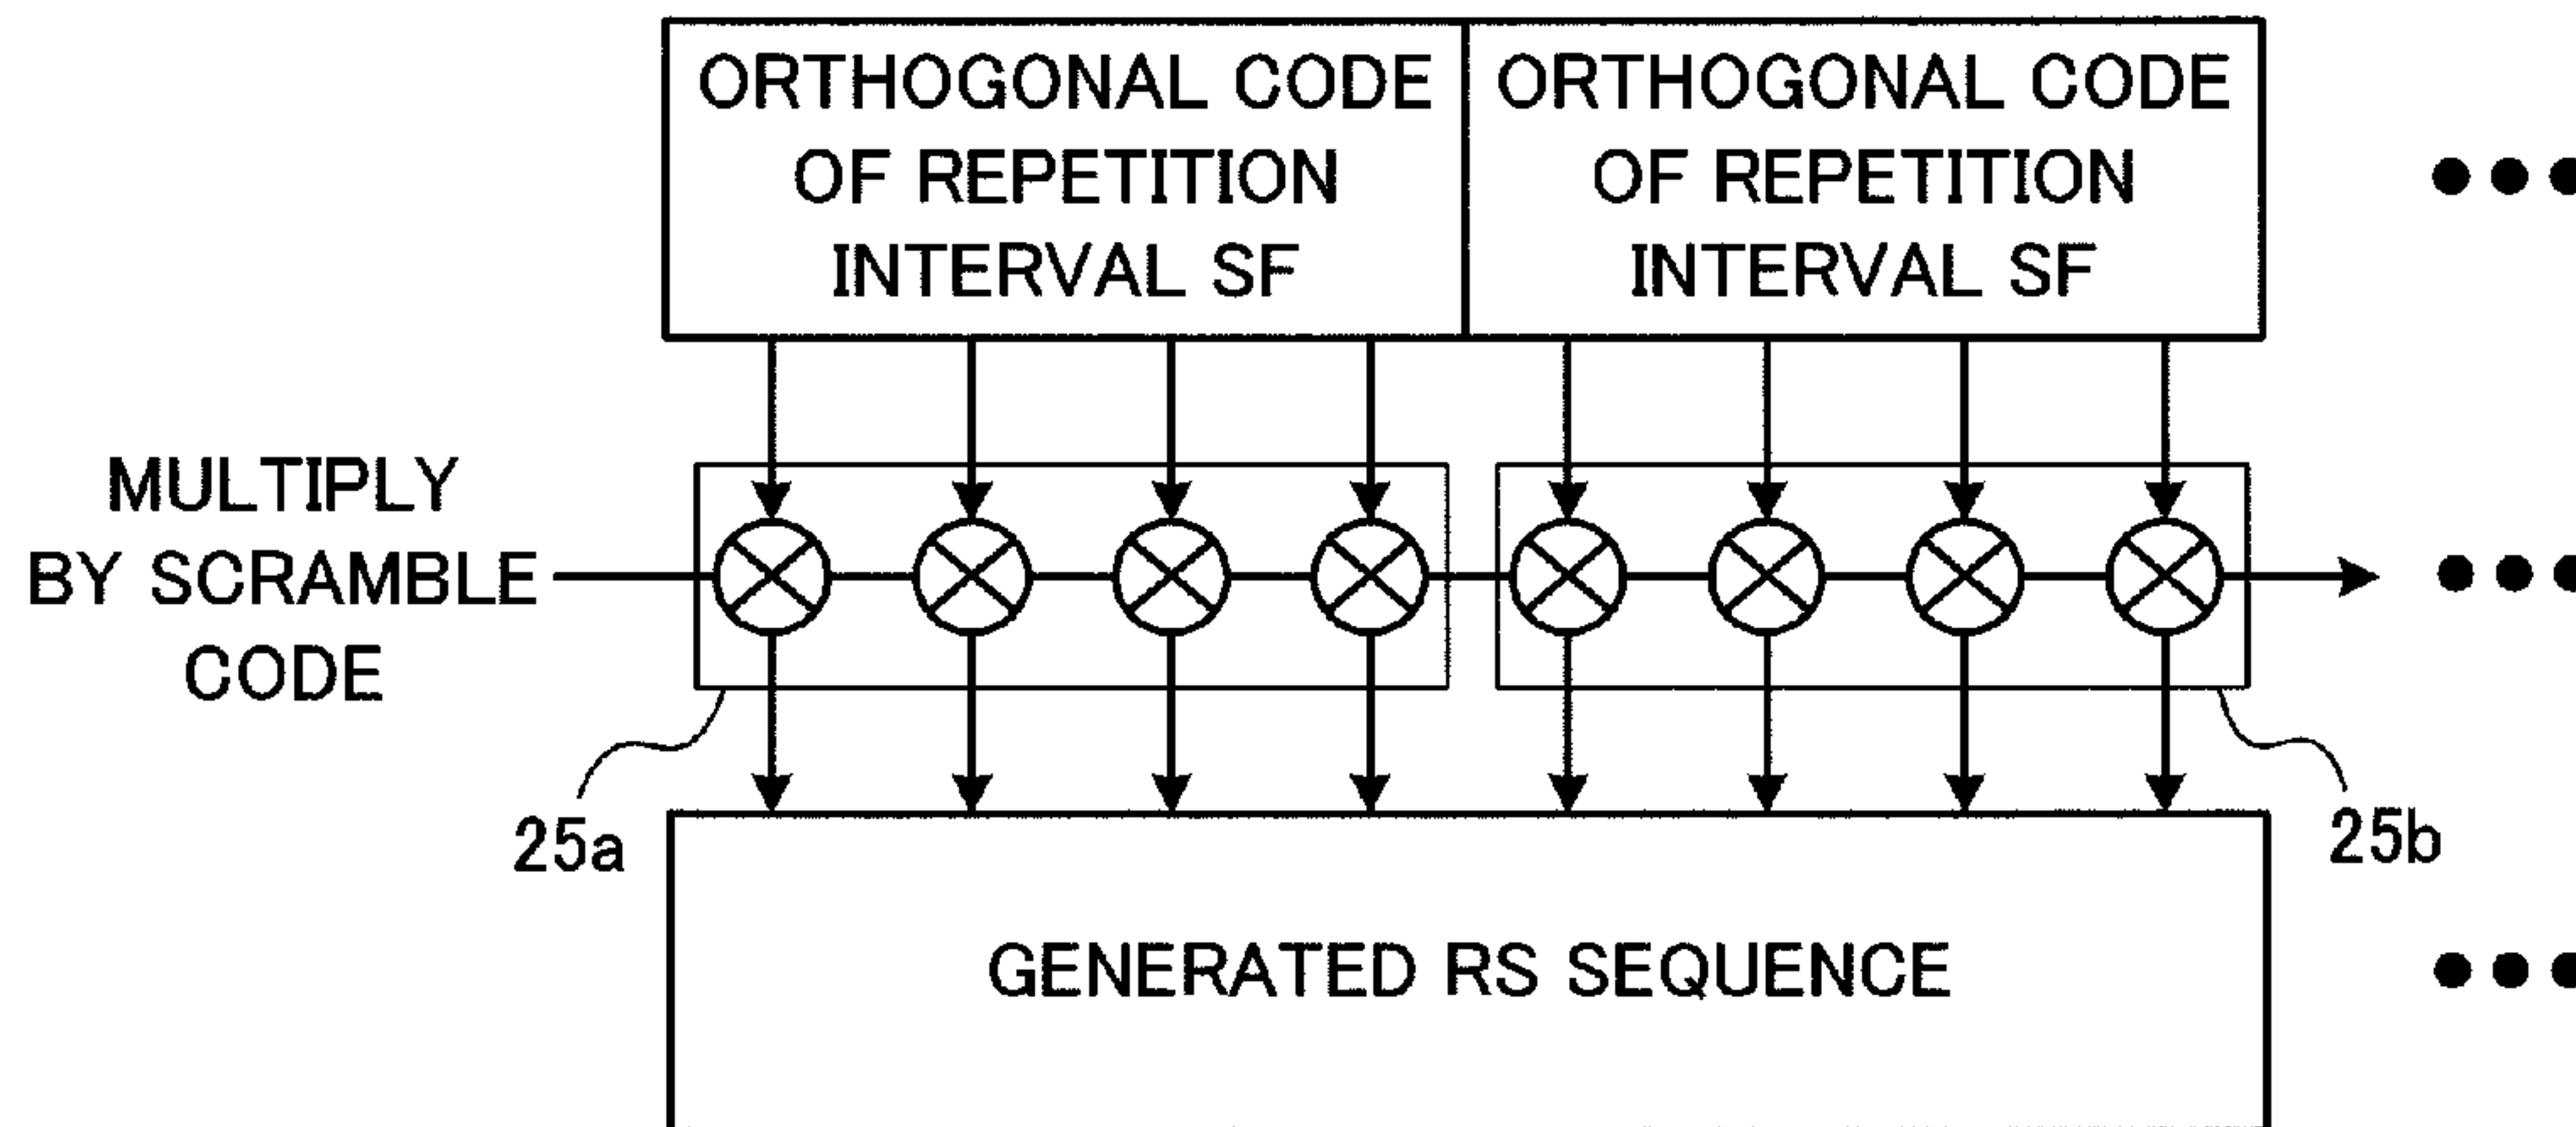 ORTHOGONAL CODE
OF REPETITION
INTERVAL SF
ORTHOGONAL CODE
OF REPETITION
INTERVAL SF
MULTIPLY
BY SCRAMBLE
CODE
25a
25b
GENERATED RS SEQUENCE